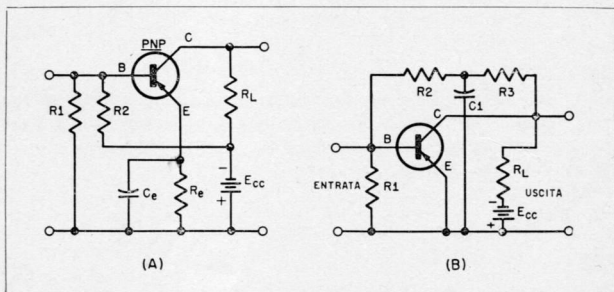 PNP
C
B
E
R1
R2
RL
Ce
Re
-
+
Ecc
(A)
R2
R3
C1
C
B
E
ENTRATA
R1
RL
USCITA
-
Ecc
+
(B)